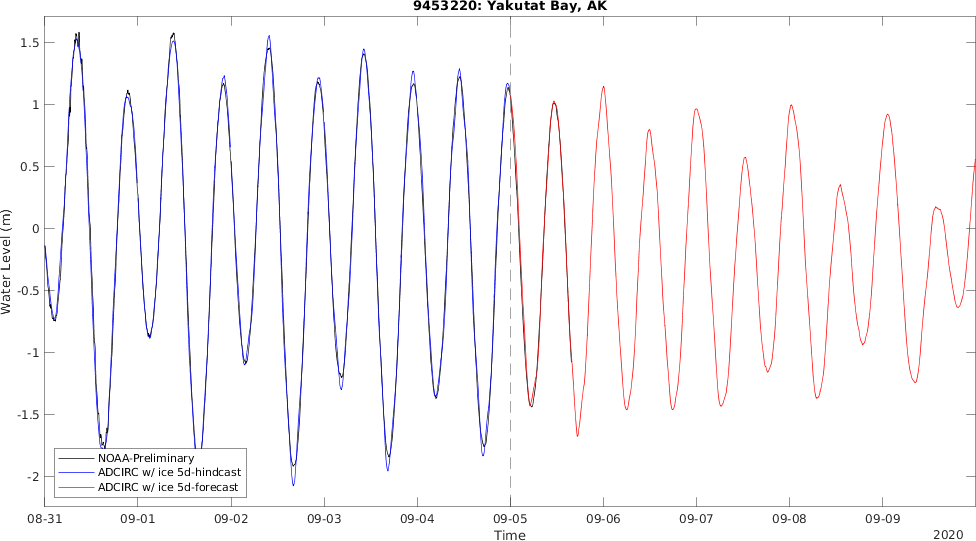 9453220: Yakutat Bay, AK
1.5
1
0.5
0
-0.5
-1
-1.5
-2
Water Level (m)
NOAA-Preliminary
ADCIRC w/ ice 5d-hindcast
ADCIRC w/ ice 5d-forecast
08-31 09-01 09-02 09-03 09-04 09-05 09-06 09-07 09-08 09-09
Time
2020